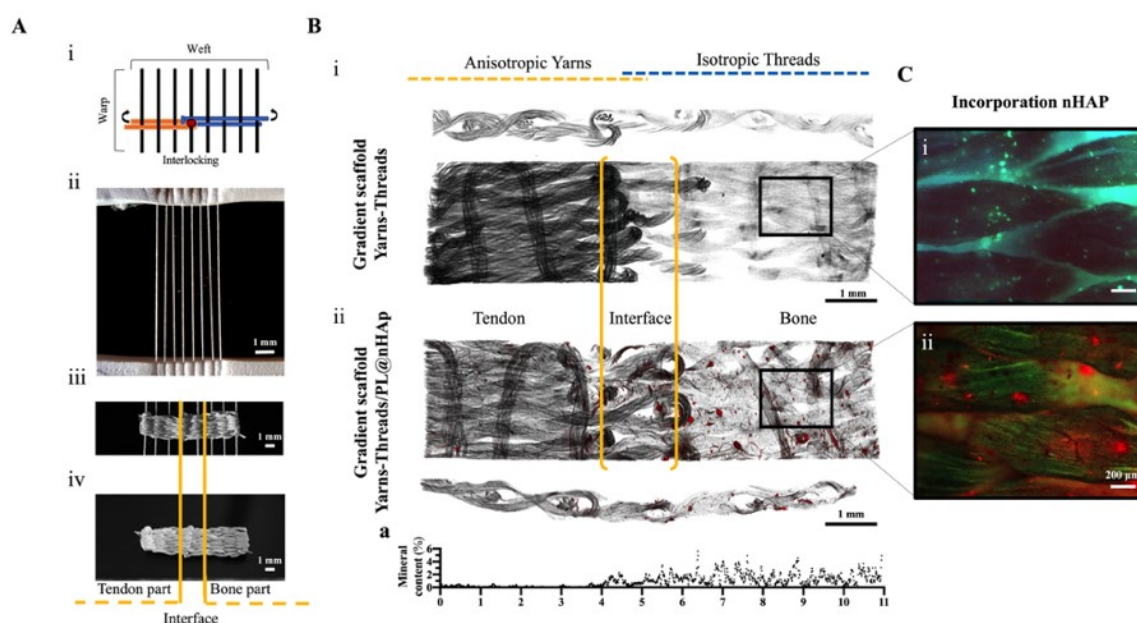 A
i
Weft
Warp
Interlocking
ii
1 mm
iii
1 mm
iv
1 mm
Tendon part
Bone part
Interface
B
i
Anisotropic Yarns
Isotropic Threads
Gradient scaffold
Yarns-Threads
1 mm
ii
Tendon
Interface
Bone
Gradient scaffold
Yarns-Threads/PL@nHAp
1 mm
a
Mineral
content (%)
6
4
2
0
0 1 2 3 4 5 6 7 8 9 10 11
C
Incorporation nHAP
i
ii
200 µm